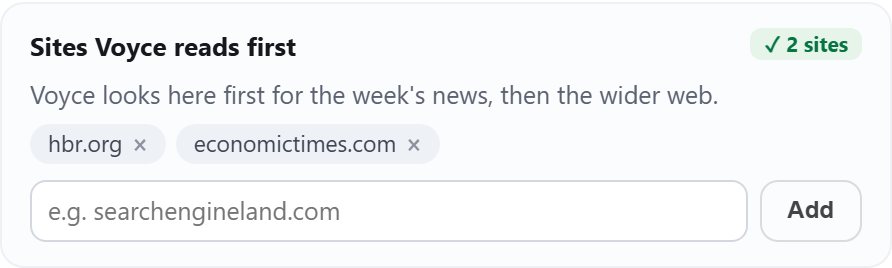 Sites Voyce reads first
✓ 2 sites
Voyce looks here first for the week's news, then the wider web.
hbr.org × economictimes.com ×
e.g. searchengineland.com
Add